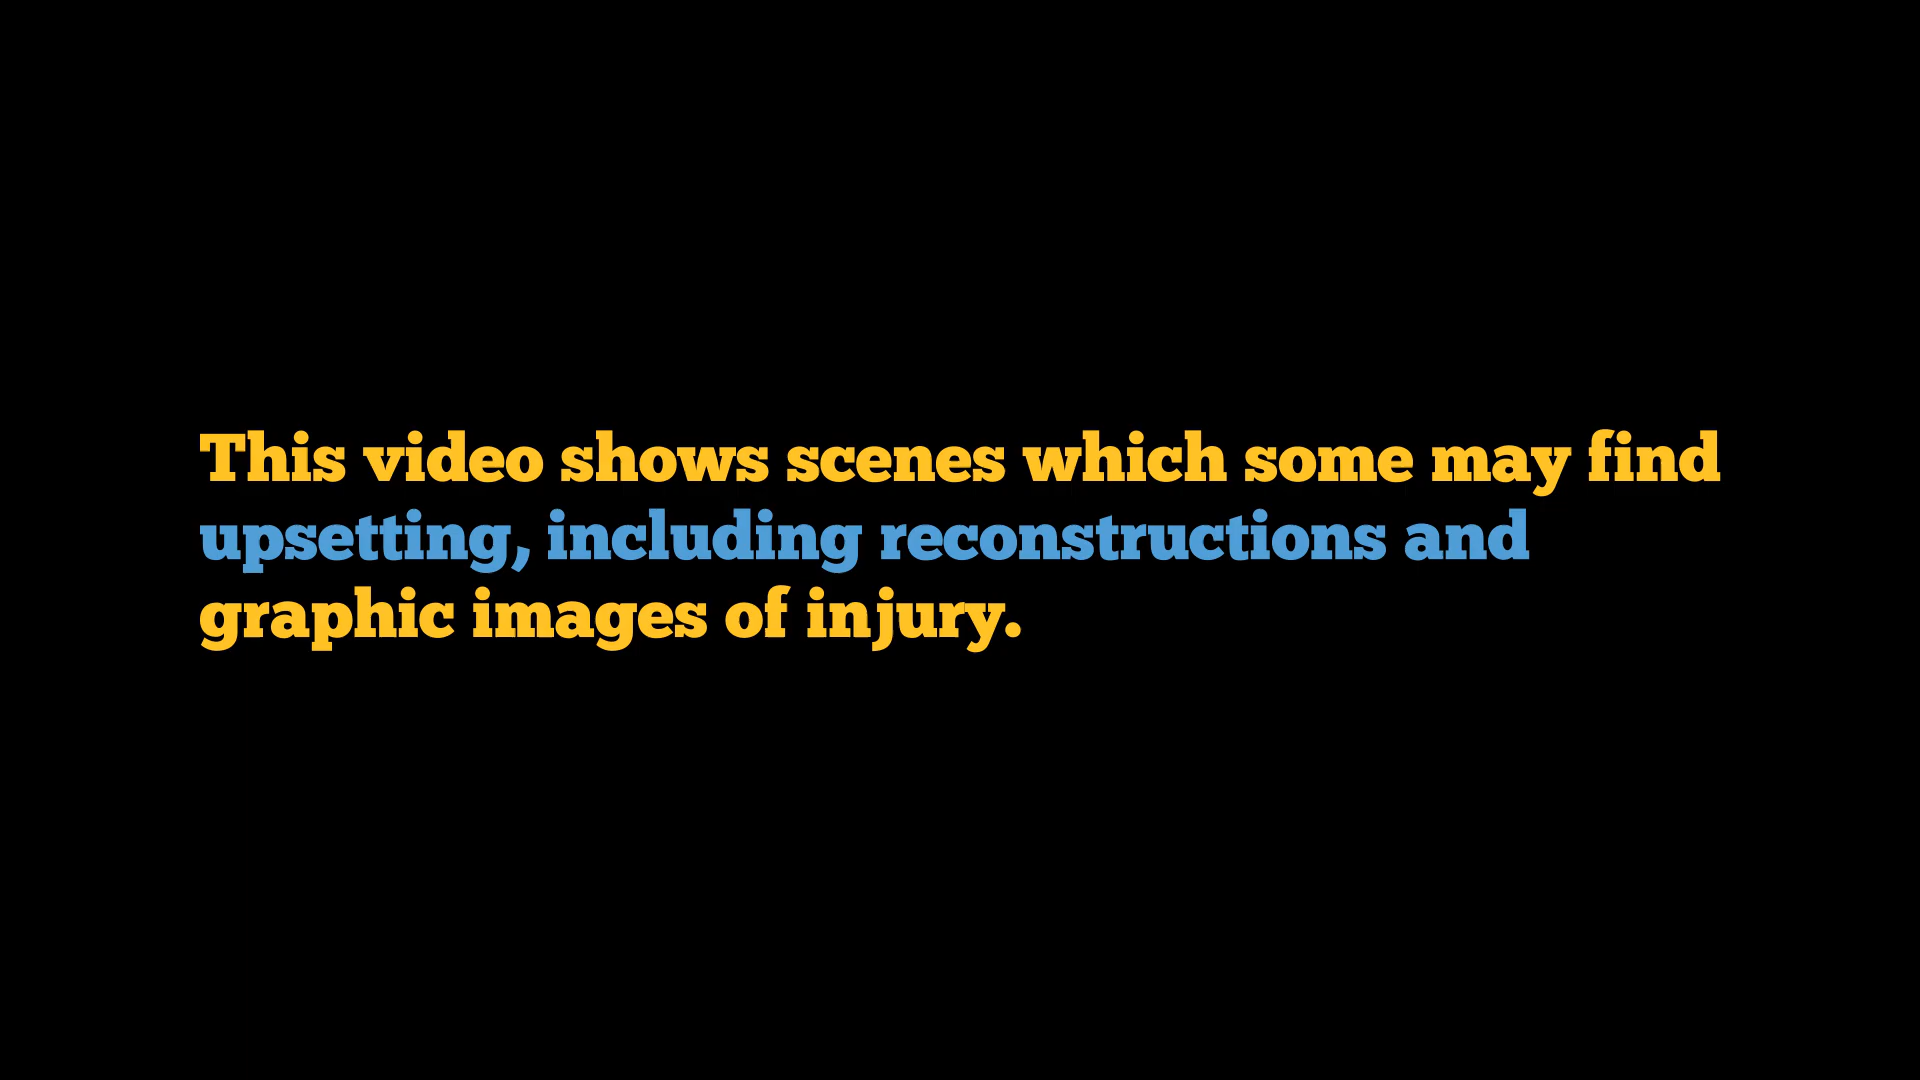 This video shows scenes which some may find
upsetting, including reconstructions and
graphic images of injury.